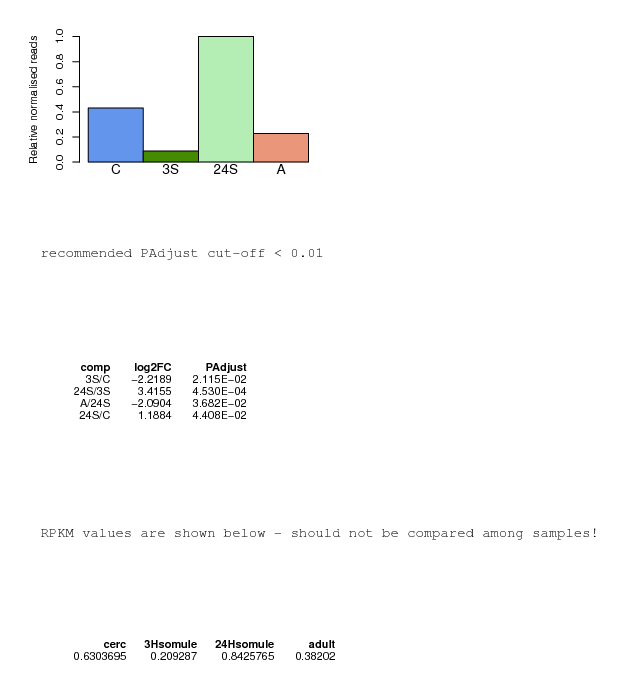 Relative normalised reads
1.0
0.8
0.6
0.4
0.2
0.0
C 3S 24S A
recommended PAdjust cut-off < 0.01
comp log2FC PAdjust
3S/C −2.2189 2.115E−02
24S/3S 3.4155 4.530E−04
A/24S −2.0904 3.682E−02
24S/C 1.1884 4.408E−02
RPKM values are shown below - should not be compared among samples!
cerc 3Hsomule 24Hsomule adult
0.6303695 0.209287 0.8425765 0.38202